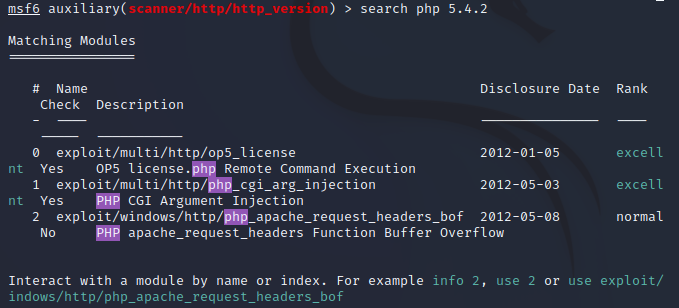 msf6 auxiliary(scanner/http/http_version) > search php 5.4.2
Matching Modules
================
# Name Disclosure Date Rank
Check Description
- ---- --------------- ----
----- -----------
0 exploit/multi/http/op5_license 2012-01-05 excell
nt Yes OP5 license.php Remote Command Execution
1 exploit/multi/http/php_cgi_arg_injection 2012-05-03 excell
nt Yes PHP CGI Argument Injection
2 exploit/windows/http/php_apache_request_headers_bof 2012-05-08 normal
No PHP apache_request_headers Function Buffer Overflow
Interact with a module by name or index. For example info 2, use 2 or use exploit/
indows/http/php_apache_request_headers_bof